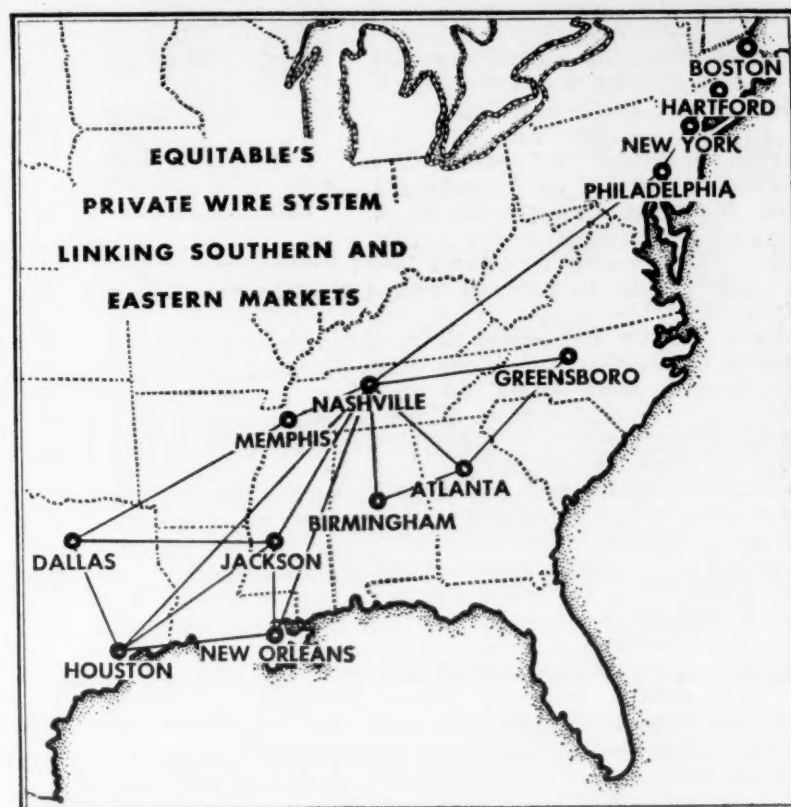 EQUITABLE'S
PRIVATE WIRE SYSTEM
LINKING SOUTHERN AND
EASTERN MARKETS
BOSTON
HARTFORD
NEW YORK
PHILADELPHIA
GREENSBORO
NASHVILLE
MEMPHIS
ATLANTA
BIRMINGHAM
DALLAS
JACKSON
NEW ORLEANS
HOUSTON